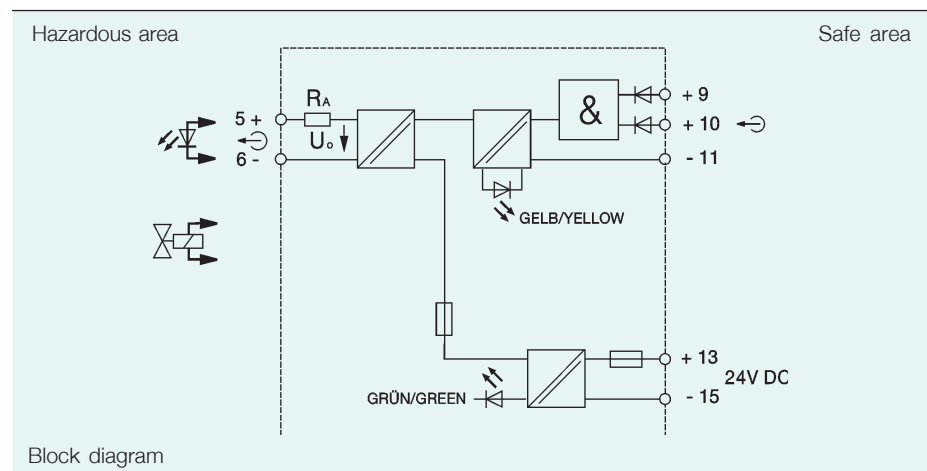 Hazardous area
Safe area
5 +
RA
Uo
6 -
&
+ 9
+ 10
- 11
GELB/YELLOW
+ 13
24V DC
- 15
GRÜN/GREEN
Block diagram